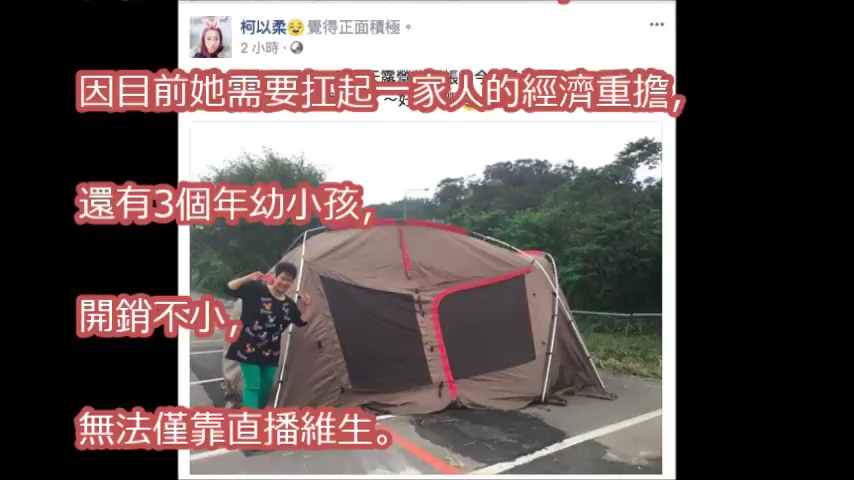 柯以柔😌覺得正面積極。
2 小時 ·
因目前她需要扛起一家人的經濟重擔,
還有3個年幼小孩,
開銷不小,
無法僅靠直播維生。